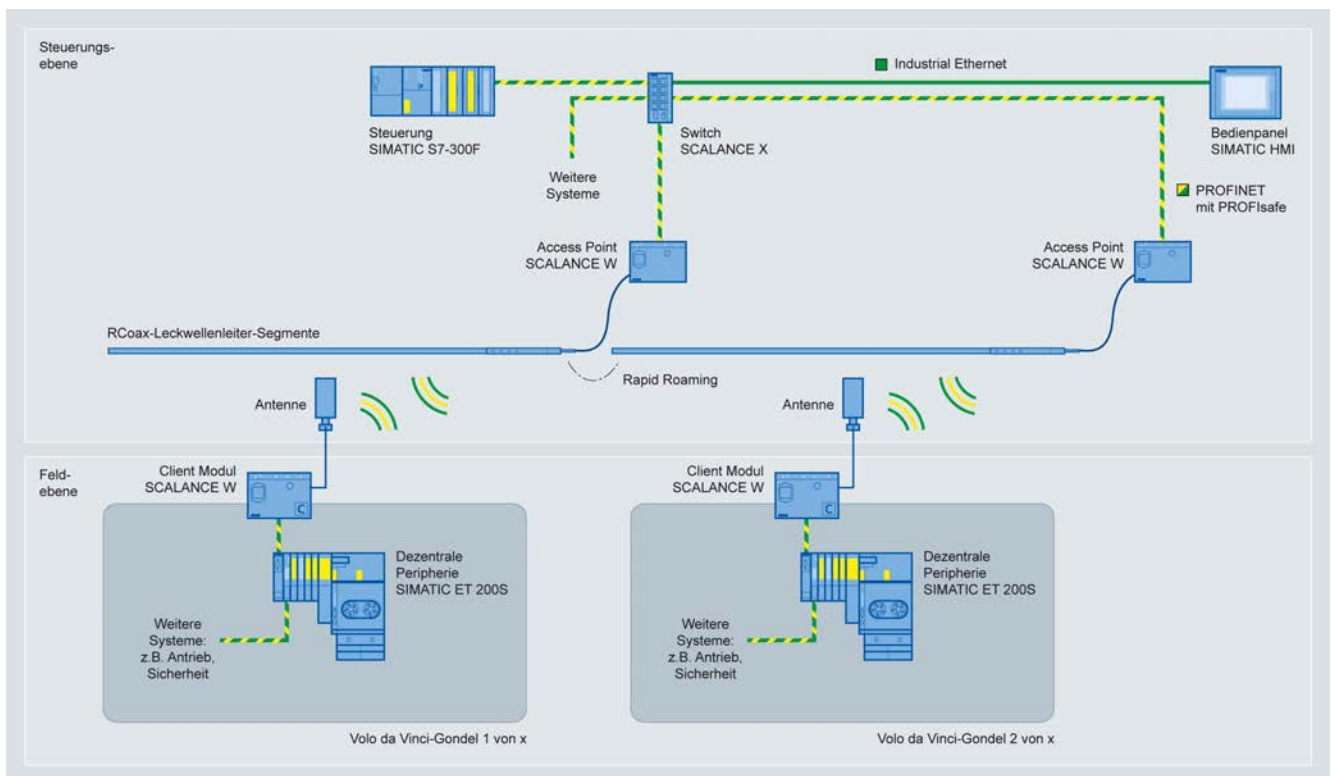 Steuerungs-
ebene
Industrial Ethernet
Steuerung
SIMATIC S7-300F
Switch
SCALANCE X
Bedienpanel
SIMATIC HMI
Weitere
Systeme
PROFINET
mit PROFIsafe
Access Point
SCALANCE W
Access Point
SCALANCE W
RCoax-Leckwellenleiter-Segmente
Rapid Roaming
Antenne
Antenne
Feld-
ebene
Client Modul
SCALANCE W
C
Client Modul
SCALANCE W
C
Dezentrale
Peripherie
SIMATIC ET 200S
Dezentrale
Peripherie
SIMATIC ET 200S
Weitere
Systeme:
z.B. Antrieb,
Sicherheit
Weitere
Systeme:
z.B. Antrieb,
Sicherheit
Volo da Vinci-Gondel 1 von x
Volo da Vinci-Gondel 2 von x